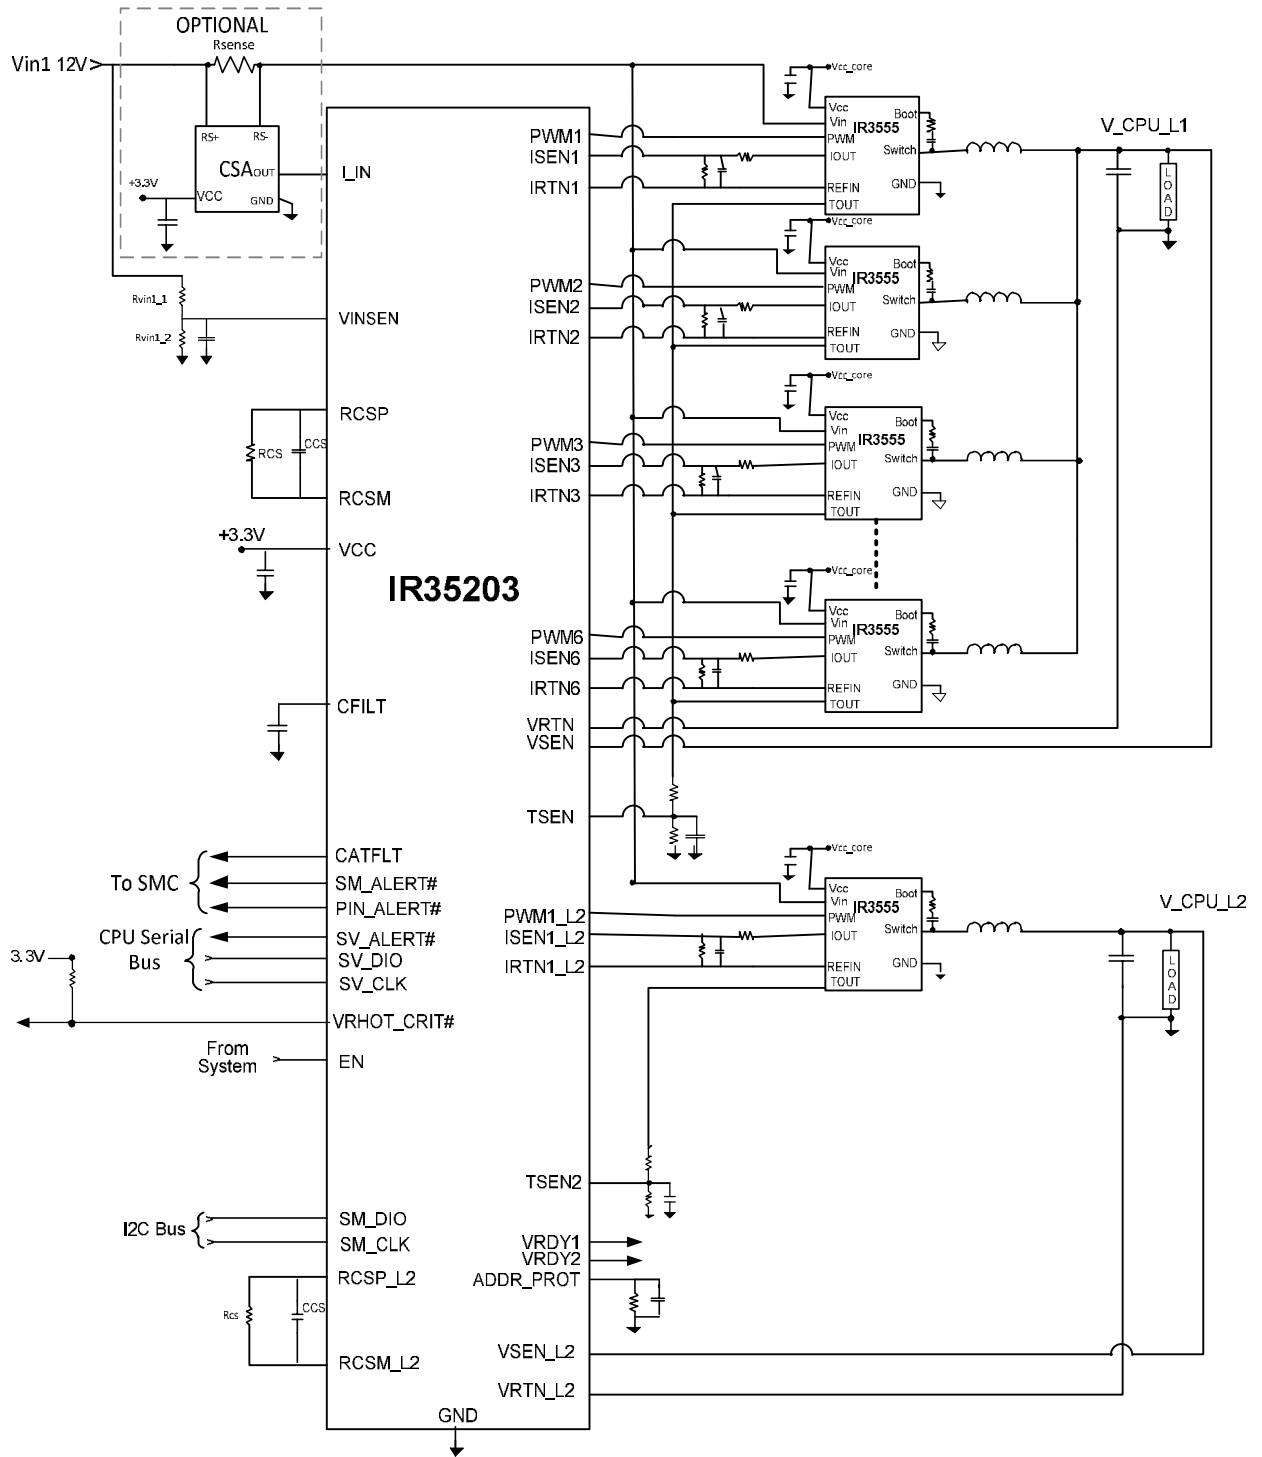 OPTIONAL
Rsense
Vin1 12V
RS+
RS-
CSA OUT
+3.3V
VCC
GND
I_IN
Rvin1_1
Rvin1_2
VINSEN
RCSP
RCS
CCS
RCSM
+3.3V
VCC
IR35203
CFILT
To SMC
CATFLT
SM_ALERT#
PIN_ALERT#
CPU Serial
Bus
SV_ALERT#
SV_DIO
SV_CLK
3.3V
VRHOT_CRIT#
From
System
EN
I2C Bus
SM_DIO
SM_CLK
RCSP_L2
Rcs
CCS
RCSM_L2
GND
PWM1
ISEN1
IRTN1
PWM2
ISEN2
IRTN2
PWM3
ISEN3
IRTN3
PWM6
ISEN6
IRTN6
VRTN
VSEN
TSEN
PWM1_L2
ISEN1_L2
IRTN1_L2
TSEN2
VRDY1
VRDY2
ADDR_PROT
VSEN_L2
VRTN_L2
Vcc_core
Vcc
Vin
IR3555
PWM
IOUT
REFIN
TOUT
Boot
Switch
GND
Vcc_core
Vcc
Vin
IR3555
PWM
IOUT
REFIN
TOUT
Boot
Switch
GND
Vcc_core
Vcc
Vin
IR3555
PWM
IOUT
REFIN
TOUT
Boot
Switch
GND
Vcc_core
Vcc
Vin
IR3555
PWM
IOUT
REFIN
TOUT
Boot
Switch
GND
Vcc_core
Vcc
Vin
IR3555
PWM
IOUT
REFIN
TOUT
Boot
Switch
GND
V_CPU_L1
LOAD
V_CPU_L2
LOAD